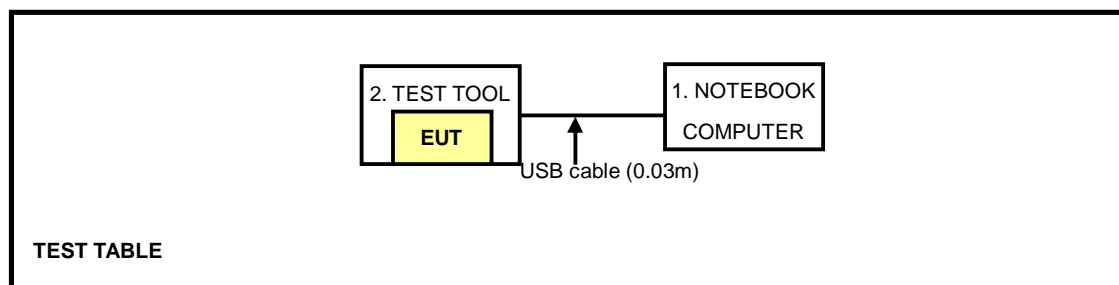 2. TEST TOOL
EUT
1. NOTEBOOK
COMPUTER
USB cable (0.03m)
TEST TABLE